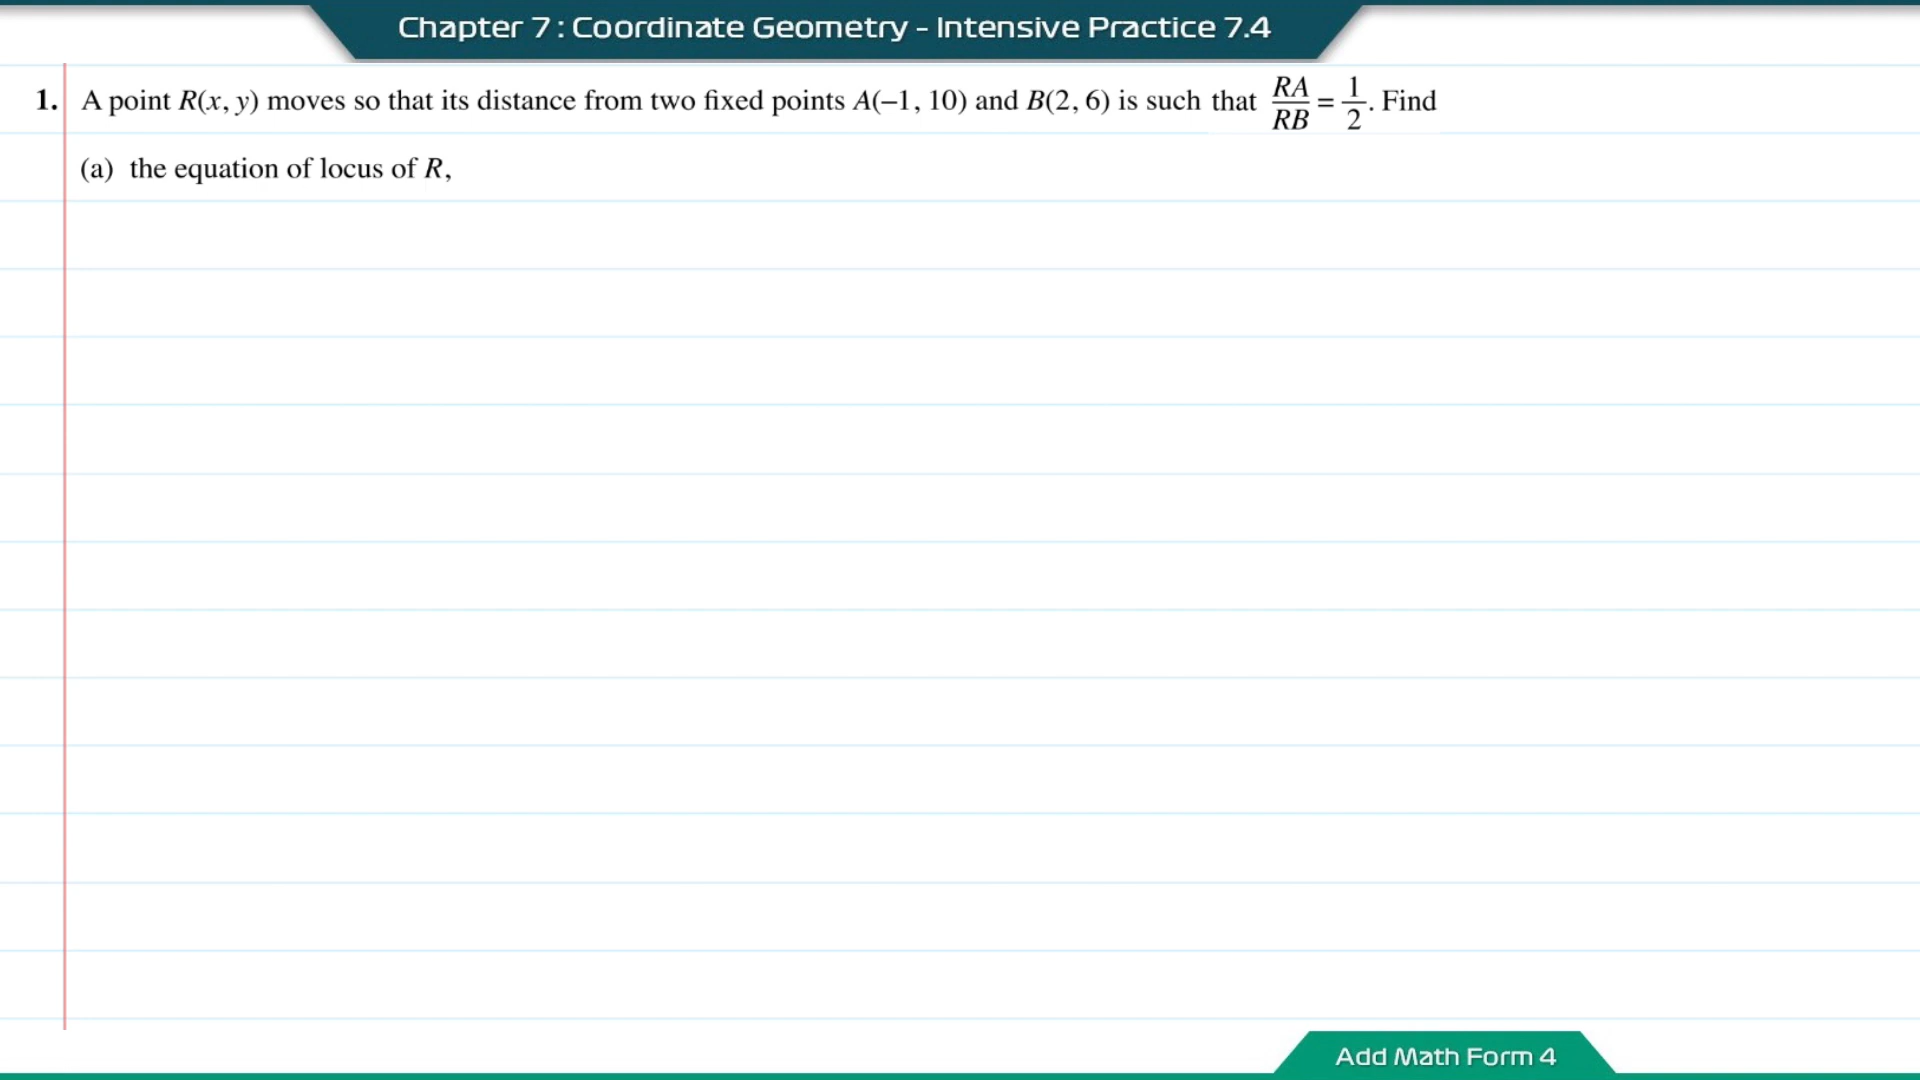 Chapter 7 : Coordinate Geometry - Intensive Practice 7.4
1. A point R(x, y) moves so that its distance from two fixed points A(–1, 10) and B(2, 6) is such that RA/RB = 1/2. Find
(a) the equation of locus of R,
Add Math Form 4